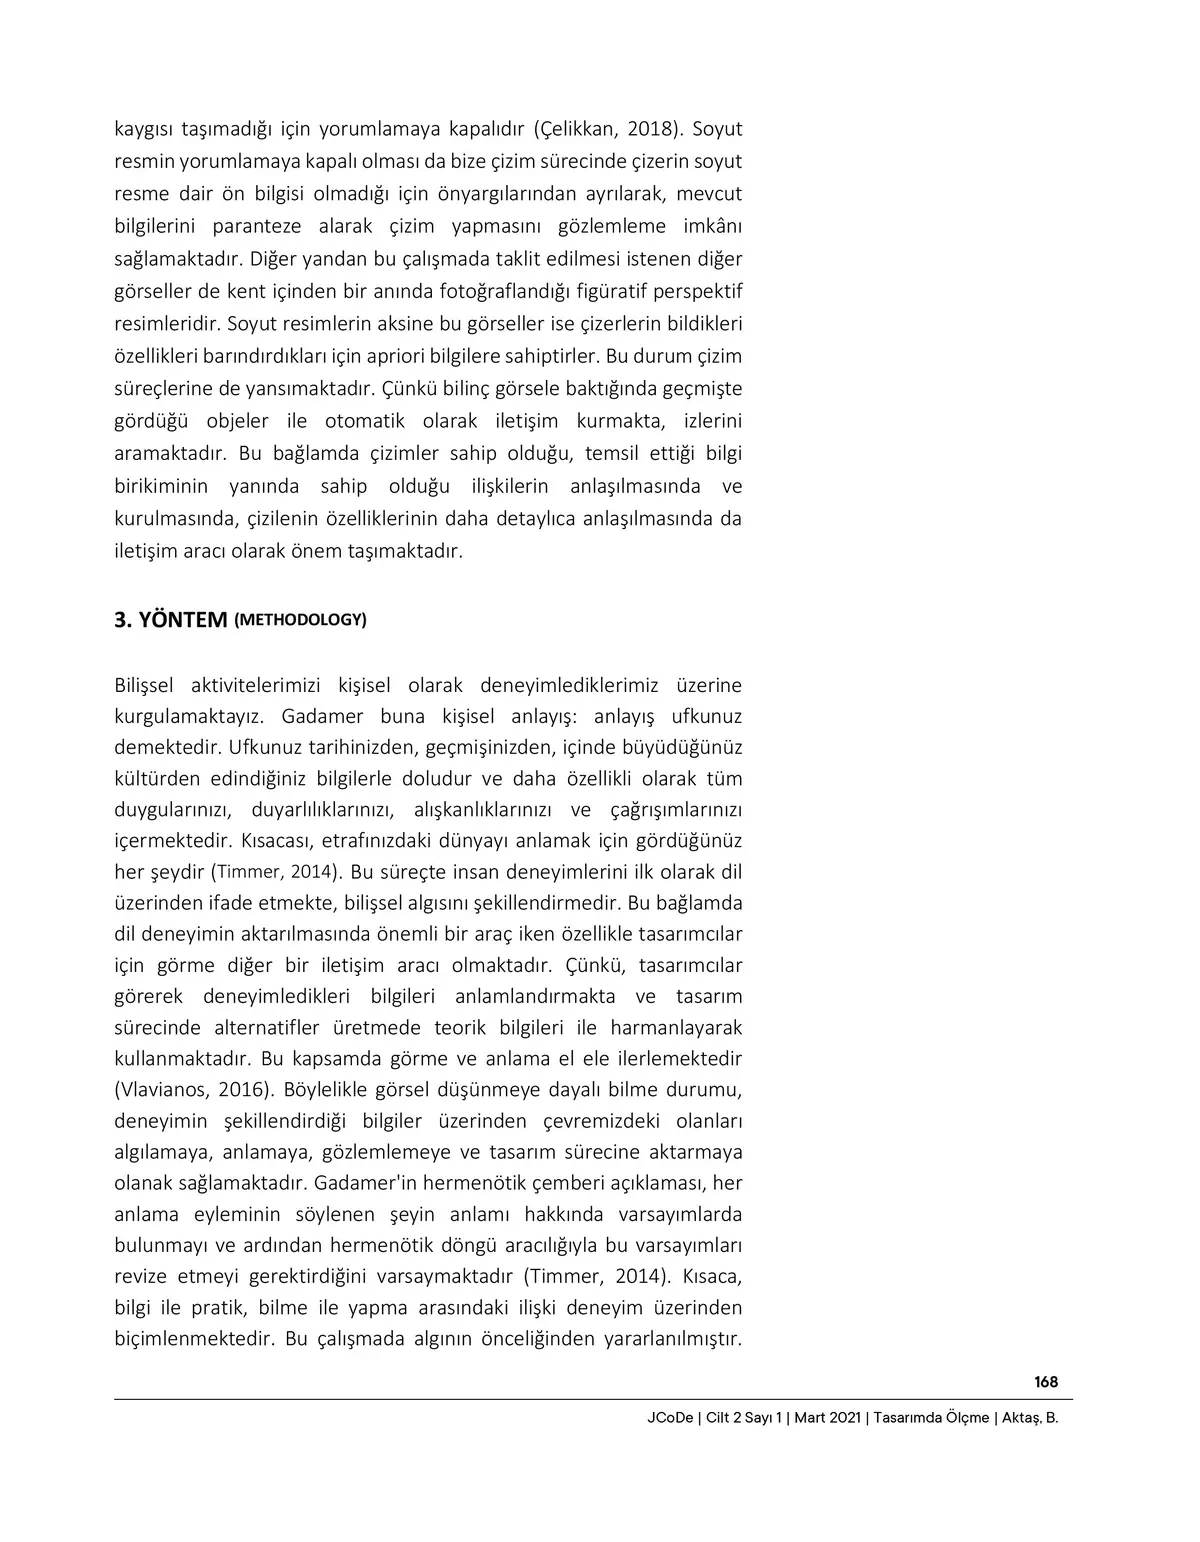 kaygısı taşımadığı için yorumlamaya kapalıdır (Çelikkan, 2018). Soyut
resmin yorumlamaya kapalı olması da bize çizim sürecinde çizerin soyut
resme dair ön bilgisi olmadığı için önyargılarından ayrılarak, mevcut
bilgilerini paranteze alarak çizim yapmasını gözlemleme imkânı
sağlamaktadır. Diğer yandan bu çalışmada taklit edilmesi istenen diğer
görseller de kent içinden bir anında fotoğraflandığı figüratif perspektif
resimleridir. Soyut resimlerin aksine bu görseller ise çizerlerin bildikleri
özellikleri barındırdıkları için apriori bilgilere sahiptirler. Bu durum çizim
süreçlerine de yansımaktadır. Çünkü bilinç görsele baktığında geçmişte
gördüğü objeler ile otomatik olarak iletişim kurmakta, izlerini
aramaktadır. Bu bağlamda çizimler sahip olduğu, temsil ettiği bilgi
birikiminin yanında sahip olduğu ilişkilerin anlaşılmasında ve
kurulmasında, çizilenin özelliklerinin daha detaylıca anlaşılmasında da
iletişim aracı olarak önem taşımaktadır.
3. YÖNTEM (METHODOLOGY)
Bilişsel aktivitelerimizi kişisel olarak deneyimlediklerimiz üzerine
kurgulamaktayız. Gadamer buna kişisel anlayış: anlayış ufkunuz
demektedir. Ufkunuz tarihinizden, geçmişinizden, içinde büyüdüğünüz
kültürden edindiğiniz bilgilerle doludur ve daha özellikli olarak tüm
duygularınızı, duyarlılıklarınızı, alışkanlıklarınızı ve çağrışımlarınızı
içermektedir. Kısacası, etrafınızdaki dünyayı anlamak için gördüğünüz
her şeydir (Timmer, 2014). Bu süreçte insan deneyimlerini ilk olarak dil
üzerinden ifade etmekte, bilişsel algısını şekillendirmedir. Bu bağlamda
dil deneyimin aktarılmasında önemli bir araç iken özellikle tasarımcılar
için görme diğer bir iletişim aracı olmaktadır. Çünkü, tasarımcılar
görerek deneyimledikleri bilgileri anlamlandırmakta ve tasarım
sürecinde alternatifler üretmede teorik bilgileri ile harmanlayarak
kullanmaktadır. Bu kapsamda görme ve anlama el ele ilerlemektedir
(Vlavianos, 2016). Böylelikle görsel düşünmeye dayalı bilme durumu,
deneyimin şekillendirdiği bilgiler üzerinden çevremizdeki olanları
algılamaya, anlamaya, gözlemlemeye ve tasarım sürecine aktarmaya
olanak sağlamaktadır. Gadamer'in hermenötik çemberi açıklaması, her
anlama eyleminin söylenen şeyin anlamı hakkında varsayımlarda
bulunmayı ve ardından hermenötik döngü aracılığıyla bu varsayımları
revize etmeyi gerektirdiğini varsaymaktadır (Timmer, 2014). Kısaca,
bilgi ile pratik, bilme ile yapma arasındaki ilişki deneyim üzerinden
biçimlenmektedir. Bu çalışmada algının önceliğinden yararlanılmıştır.
168
JCoDe | Cilt 2 Sayı 1 | Mart 2021 | Tasarımda Ölçme | Aktaş, B.